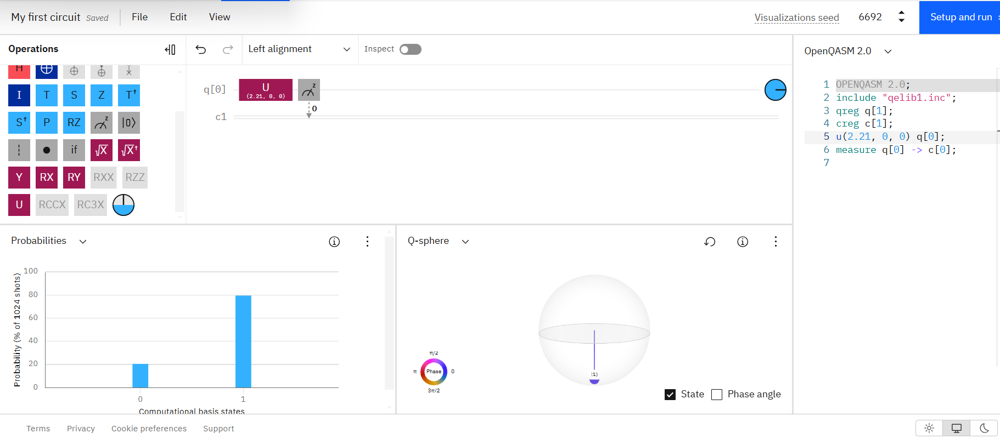 My first circuit Saved File Edit View Visualizations seed 6692 Setup and run
Operations Left alignment Inspect OpenQASM 2.0
H
I T S Z T†
S† P RZ z |0⟩
if √X √X†
Y RX RY RXX RZZ
U RCCX RC3X
q[0] U z
(2.21, 0, 0)
0
c1
1 OPENQASM 2.0;
2 include "qelib1.inc";
3 qreg q[1];
4 creg c[1];
5 u(2.21, 0, 0) q[0];
6 measure q[0] -> c[0];
7
Probabilities
Probability (% of 1024 shots)
100
80
60
40
20
0
0 1
Computational basis states
Q-sphere
|1⟩
π/2
π Phase 0
3π/2
State Phase angle
Terms Privacy Cookie preferences Support